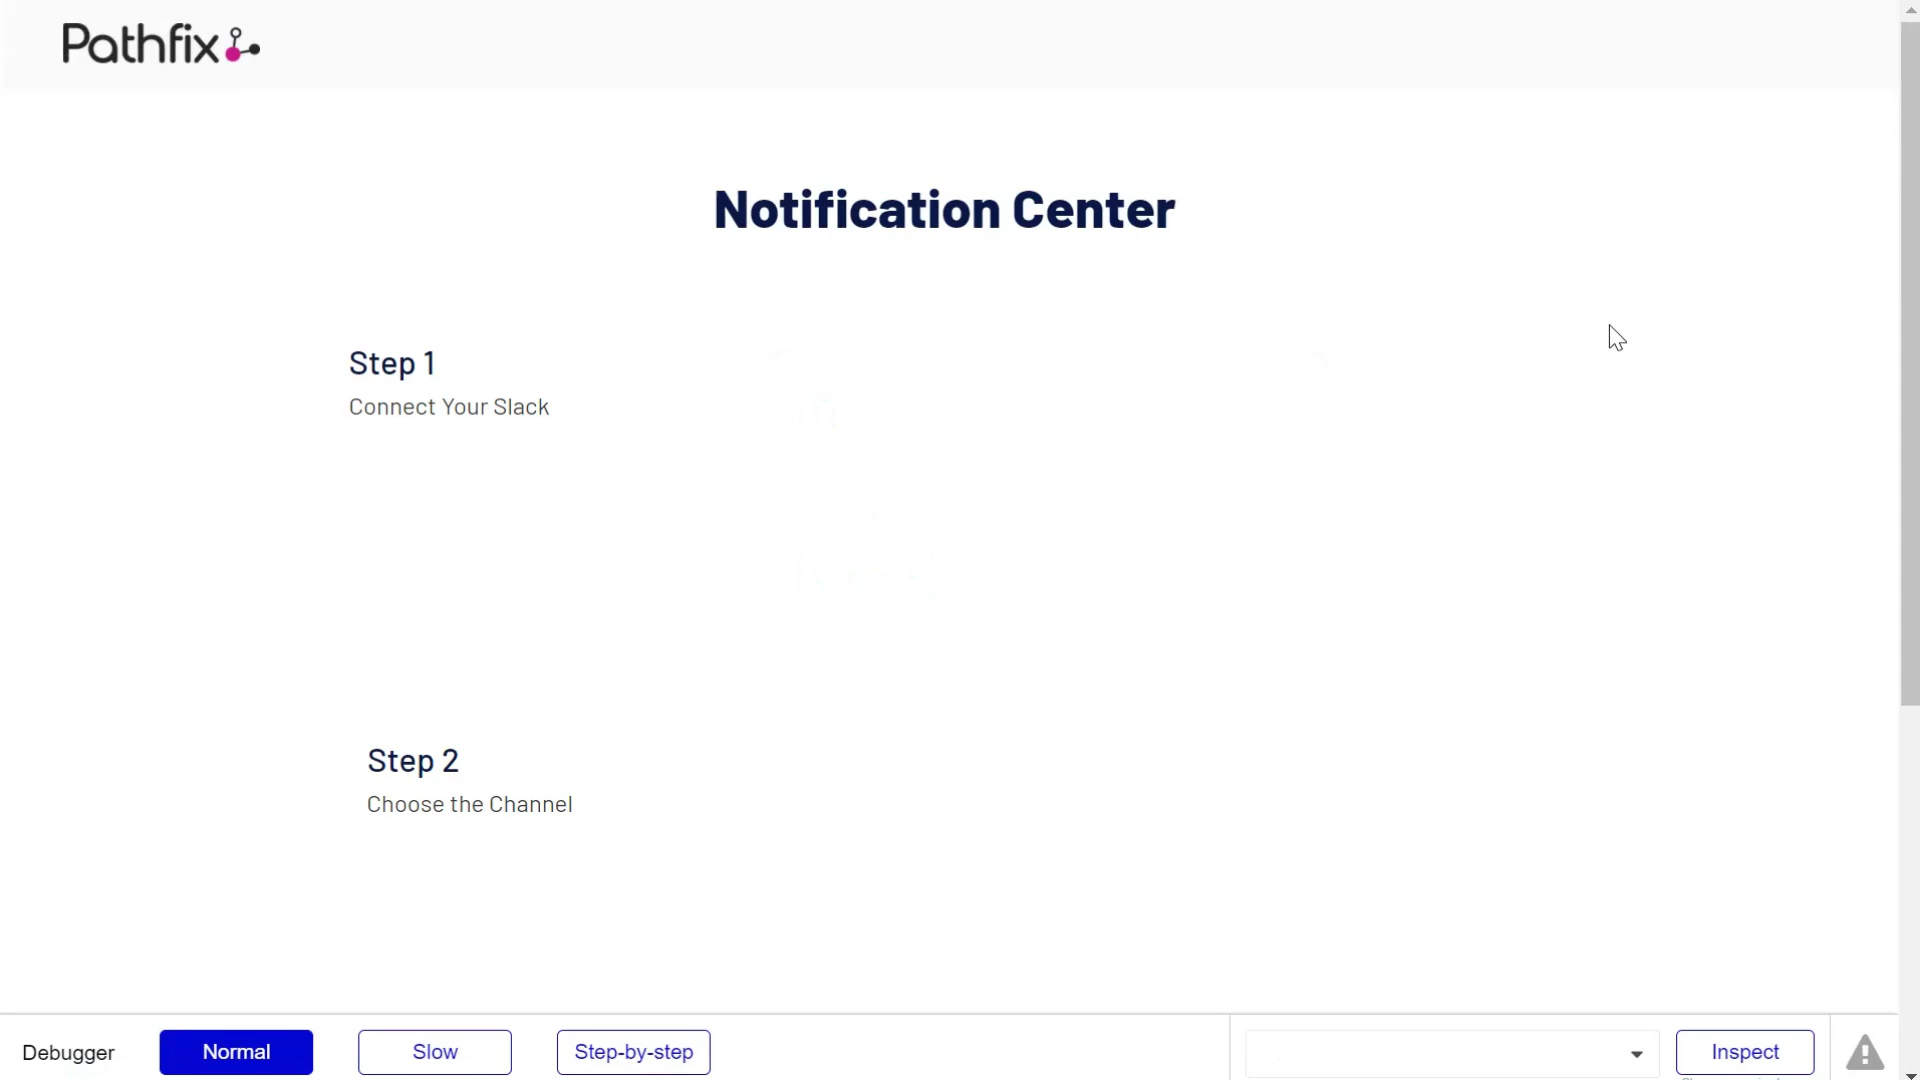 Pathfix
Notification Center
Step 1
Connect Your Slack
Step 2
Choose the Channel
Debugger
Normal
Slow
Step-by-step
Inspect